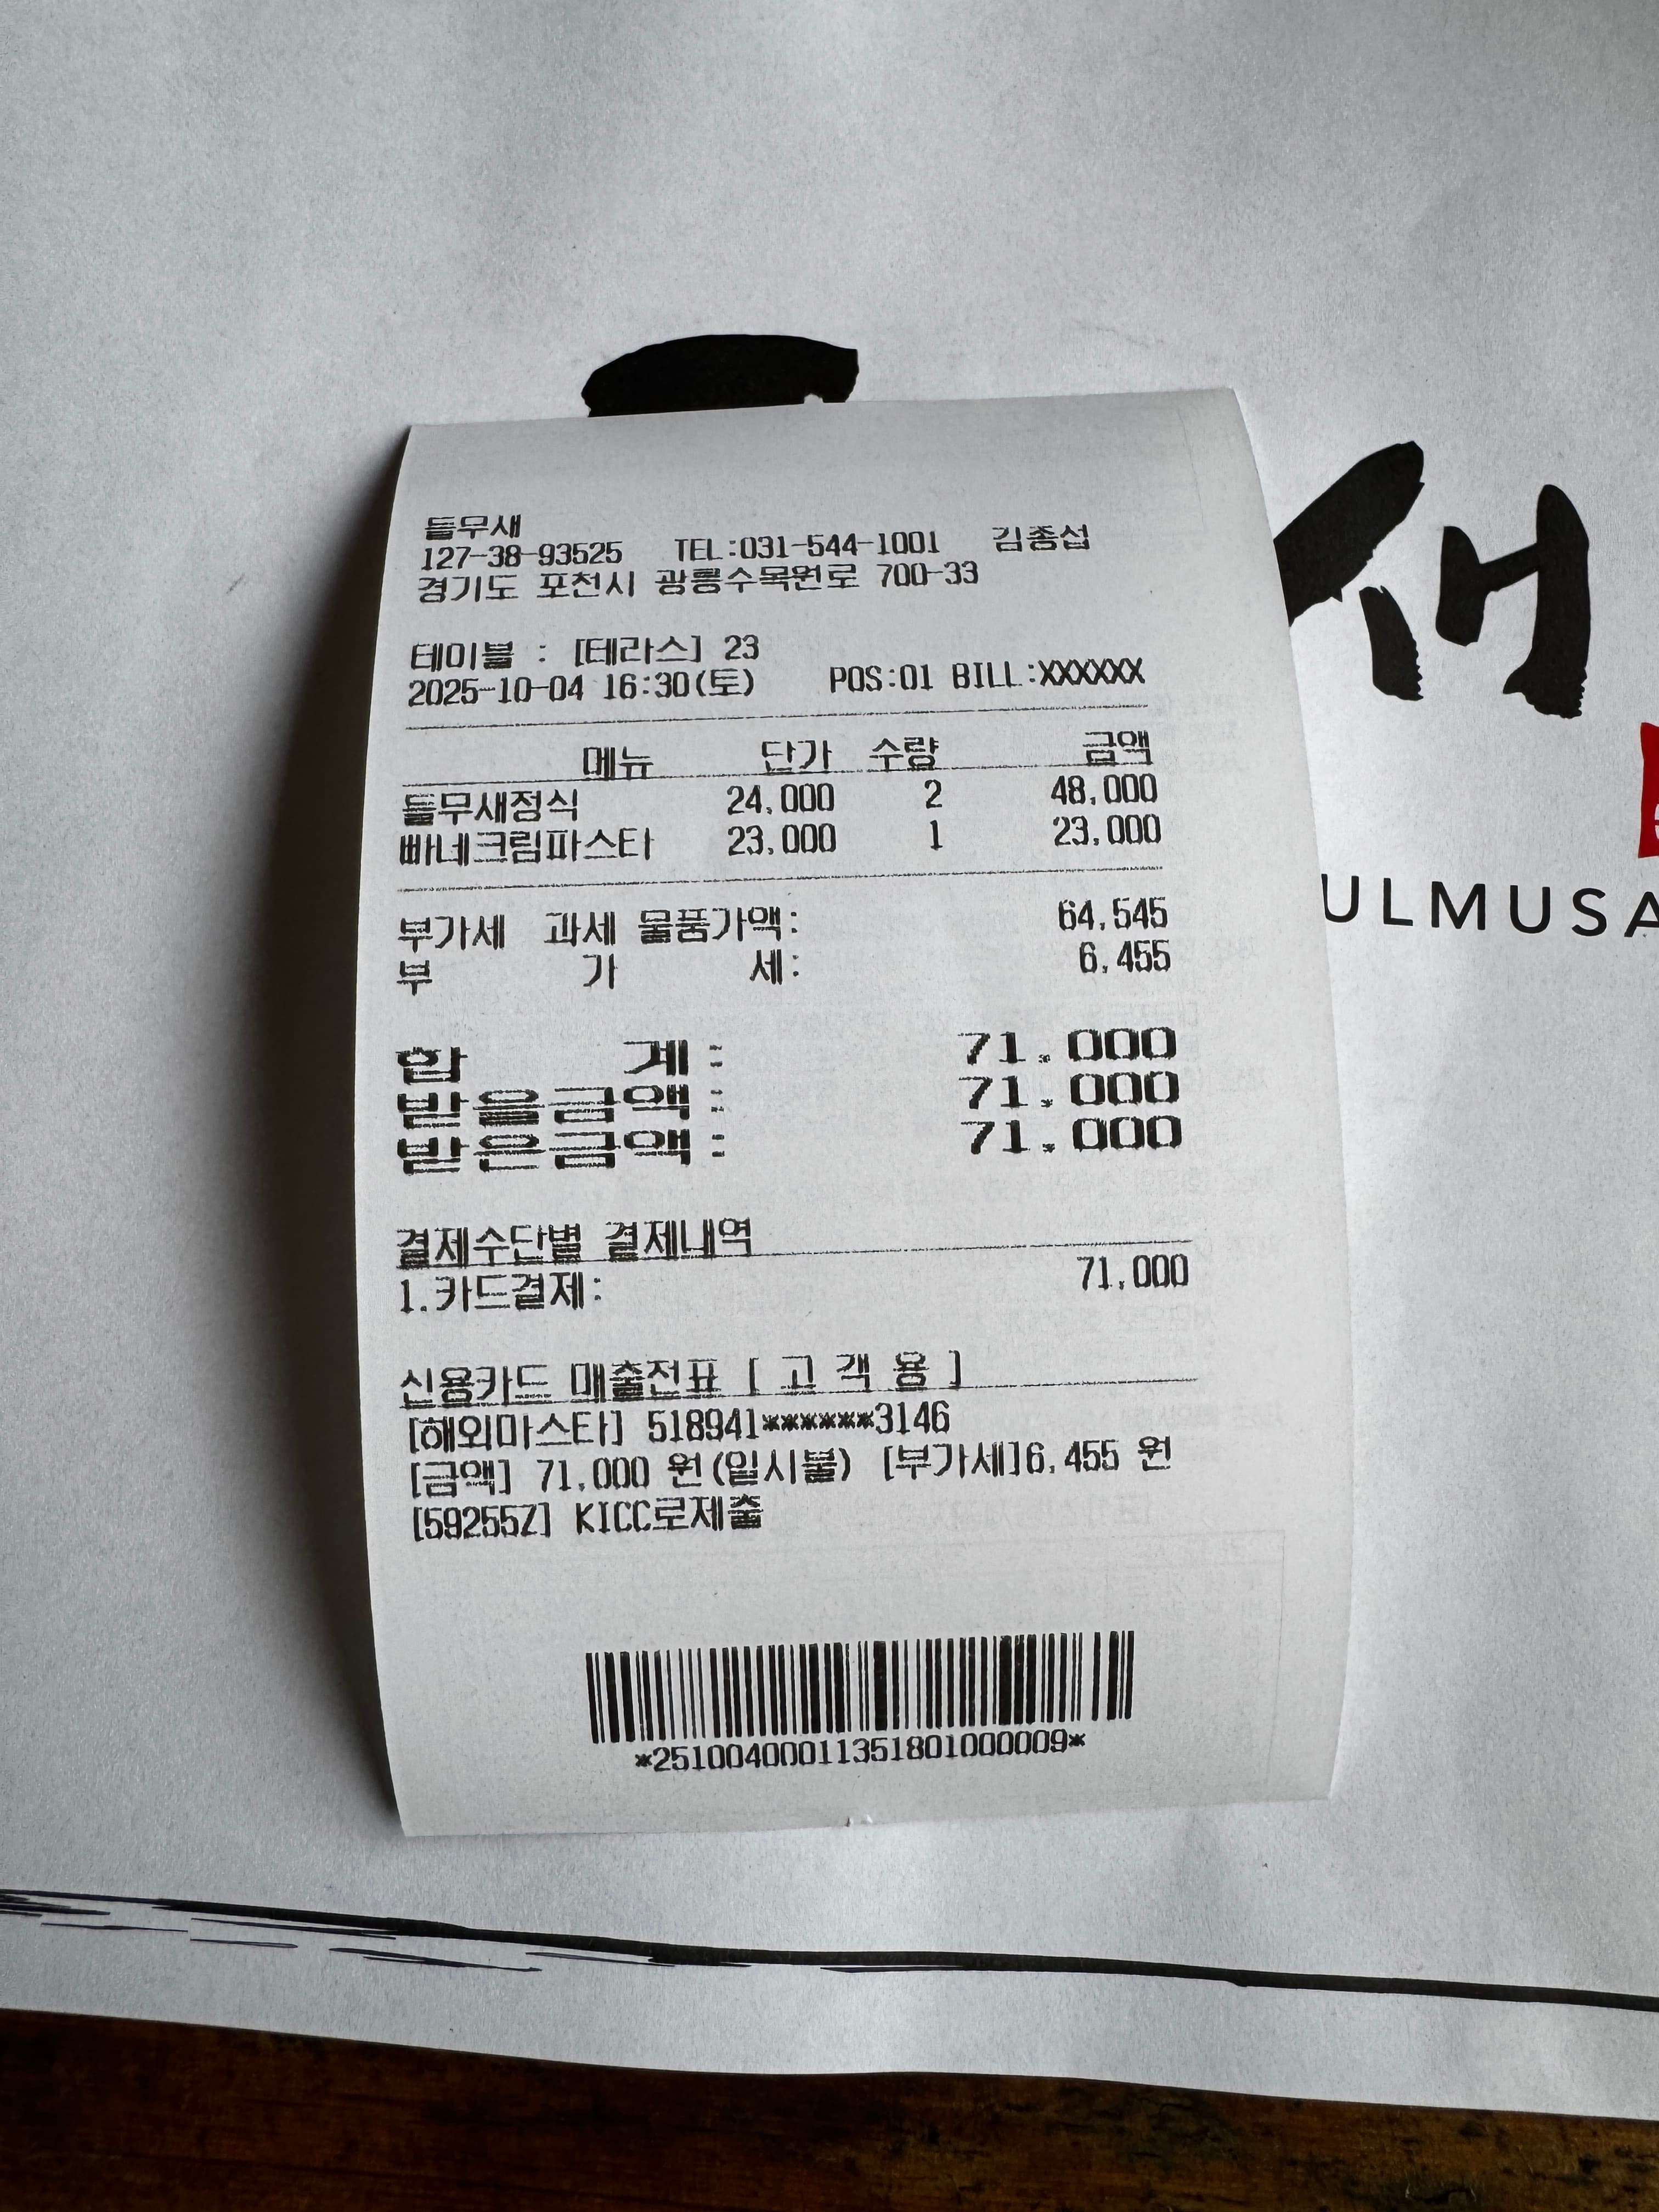 들무새
127-38-93525 TEL:031-544-1001 김종섭
경기도 포천시 광릉수목원로 700-33
테이블 : [테라스] 23
2025-10-04 16:30(토) POS:01 BILL:XXXXXX
메뉴 단가 수량 금액
들무새정식 24,000 2 48,000
빠네크림파스타 23,000 1 23,000
부가세 과세 물품가액: 64,545
부 가 세: 6,455
합 계: 71,000
받을금액: 71,000
받은금액: 71,000
결제수단별 결제내역
1.카드결제: 71,000
신용카드 매출전표 [ 고 객 용 ]
[해외마스타] 518941******3146
[금액] 71,000 원(일시불) [부가세]6,455 원
[59255Z] KICC로제출
*2510040001135180100​0009*
새
ULMUSA